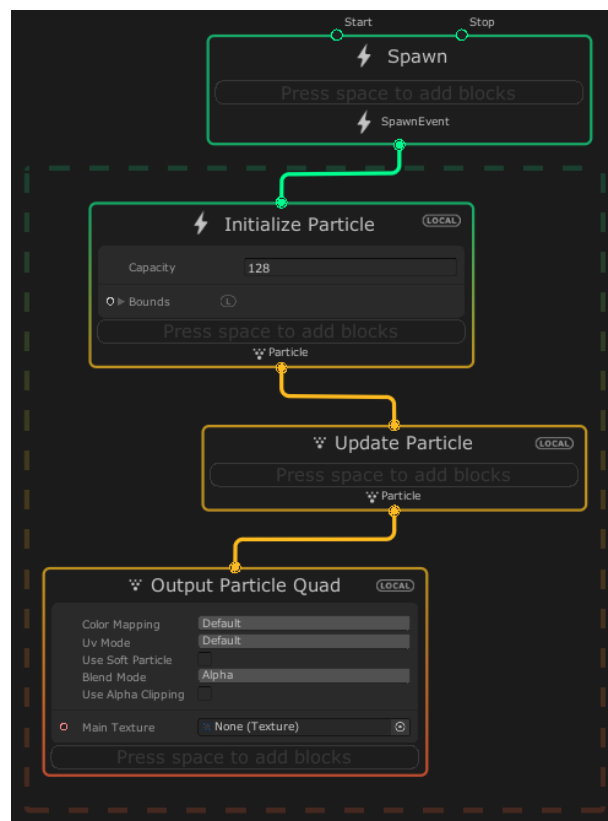 Start Stop
Spawn
Press space to add blocks
SpawnEvent
Initialize Particle LOCAL
Capacity 128
Bounds L
Press space to add blocks
Particle
Update Particle LOCAL
Press space to add blocks
Particle
Output Particle Quad LOCAL
Color Mapping Default
Uv Mode Default
Use Soft Particle
Blend Mode Alpha
Use Alpha Clipping
Main Texture None (Texture)
Press space to add blocks